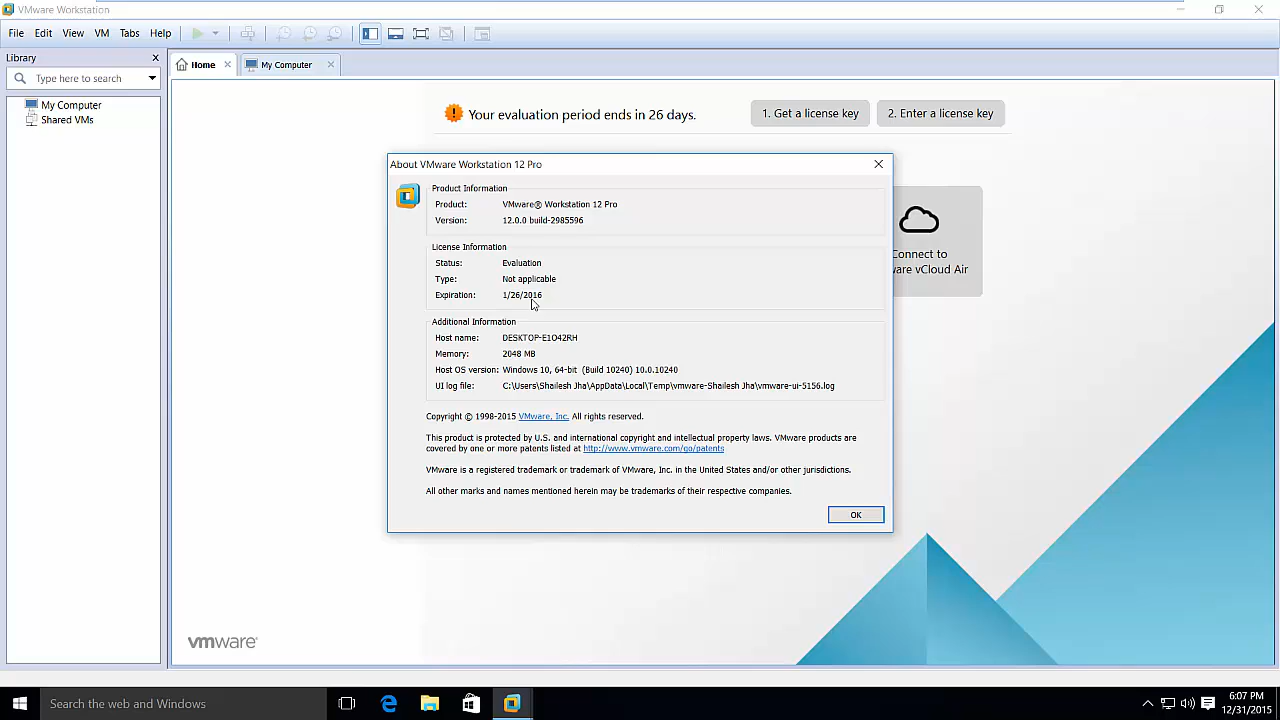 VMware Workstation
File Edit View VM Tabs Help
Library
Type here to search
My Computer
Shared VMs
Home
My Computer
Your evaluation period ends in 26 days.
1. Get a license key
2. Enter a license key
About VMware Workstation 12 Pro
Product Information
Product: VMware® Workstation 12 Pro
Version: 12.0.0 build-2985596
License Information
Status: Evaluation
Type: Not applicable
Expiration: 1/26/2016
Additional Information
Host name: DESKTOP-E1O42RH
Memory: 2048 MB
Host OS version: Windows 10, 64-bit (Build 10240) 10.0.10240
UI log file: C:\Users\Shailesh Jha\AppData\Local\Temp\vmware-Shailesh Jha\vmware-ui-5156.log
Copyright © 1998-2015 VMware, Inc. All rights reserved.
This product is protected by U.S. and international copyright and intellectual property laws. VMware products are
covered by one or more patents listed at http://www.vmware.com/go/patents
VMware is a registered trademark or trademark of VMware, Inc. in the United States and/or other jurisdictions.
All other marks and names mentioned herein may be trademarks of their respective companies.
OK
Connect to
ware vCloud Air
vmware®
Search the web and Windows
6:07 PM
12/31/2015